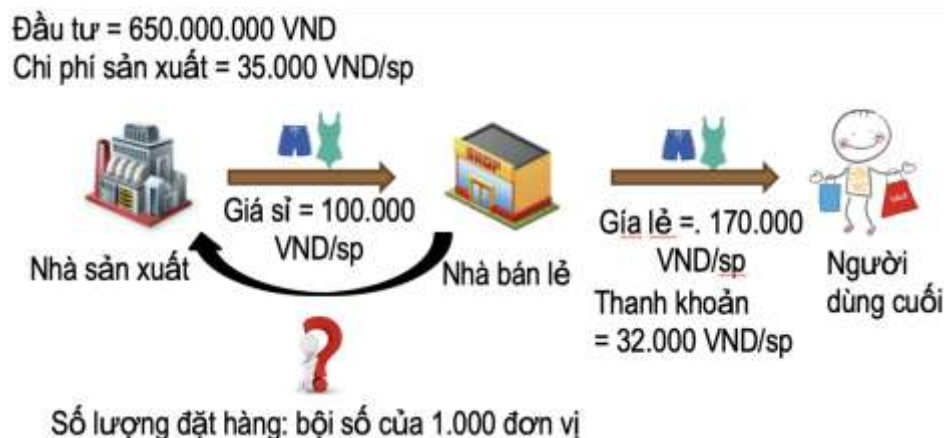 Đầu tư = 650.000.000 VND
Chi phí sản xuất = 35.000 VND/sp
SHOP
Giá sỉ = 100.000
VND/sp
Gía lẻ =. 170.000
VND/sp
Nhà sản xuất
Nhà bán lẻ
Người
dùng cuối
Thanh khoản
= 32.000 VND/sp
?
Số lượng đặt hàng: bội số của 1.000 đơn vị